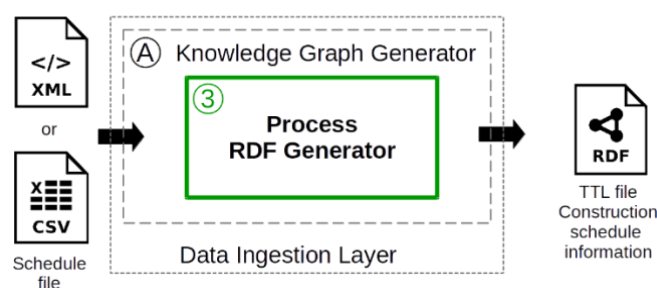 </>
XML
or
X
CSV
Schedule
file
A Knowledge Graph Generator
3
Process
RDF Generator
Data Ingestion Layer
RDF
TTL file
Construction
schedule
information